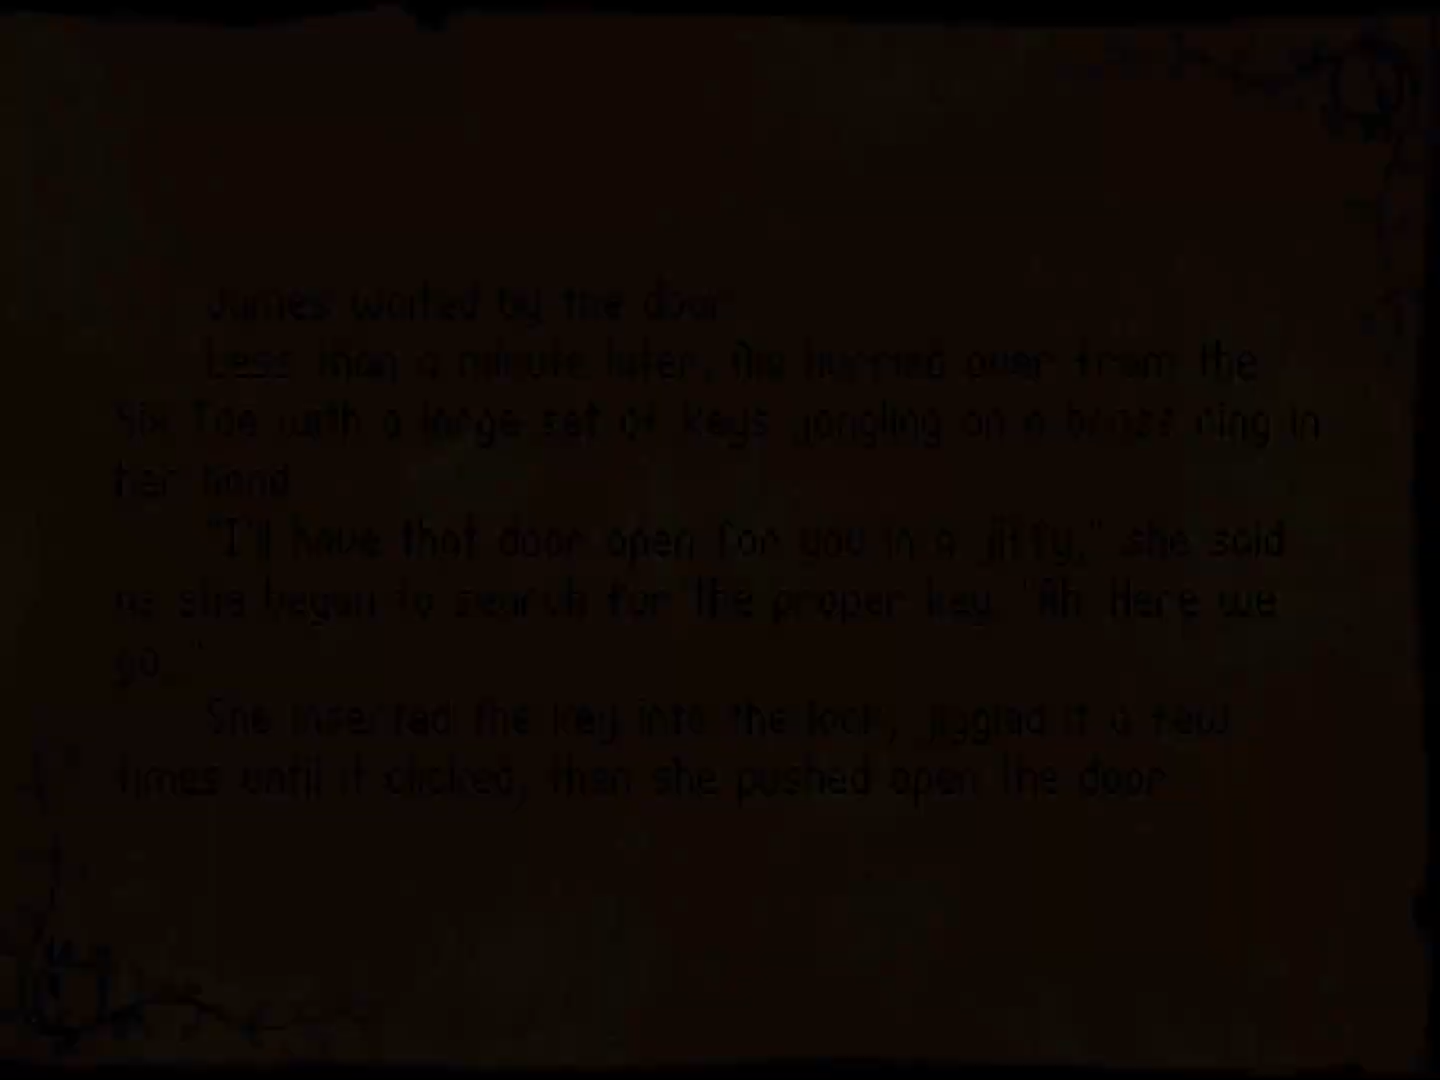 James waited by the door.
Less than a minute later, hurried over from the
Six Toe with a large set of keys jangling on a bronze ring in
her hand.
"I'll have that door open for you in a jiffy," she said
as she began to search for the proper key. "Ah. Here we
go."
She inserted the key into the lock, jiggled it a few
times until it clicked, then she pushed open the door.